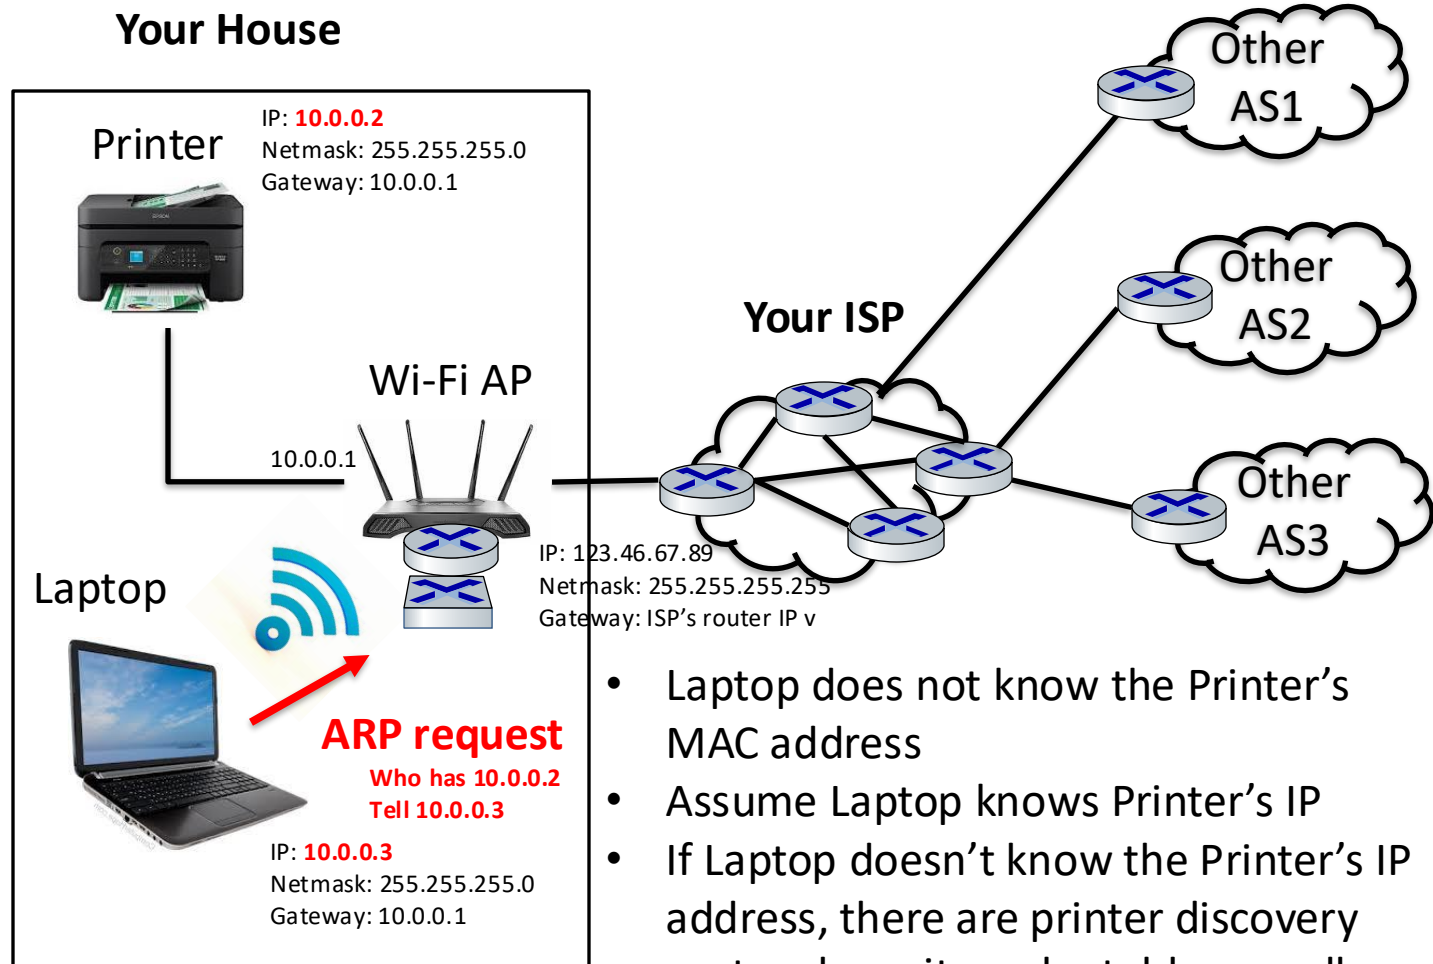 Your House
Printer
IP: 10.0.0.2
Netmask: 255.255.255.0
Gateway: 10.0.0.1
EPSON
Wi-Fi AP
10.0.0.1
IP: 123.46.67.89
Netmask: 255.255.255.255
Gateway: ISP’s router IP v
Laptop
ARP request
Who has 10.0.0.2
Tell 10.0.0.3
IP: 10.0.0.3
Netmask: 255.255.255.0
Gateway: 10.0.0.1
Your ISP
Other
AS1
Other
AS2
Other
AS3
• Laptop does not know the Printer’s
MAC address
• Assume Laptop knows Printer’s IP
• If Laptop doesn’t know the Printer’s IP
address, there are printer discovery